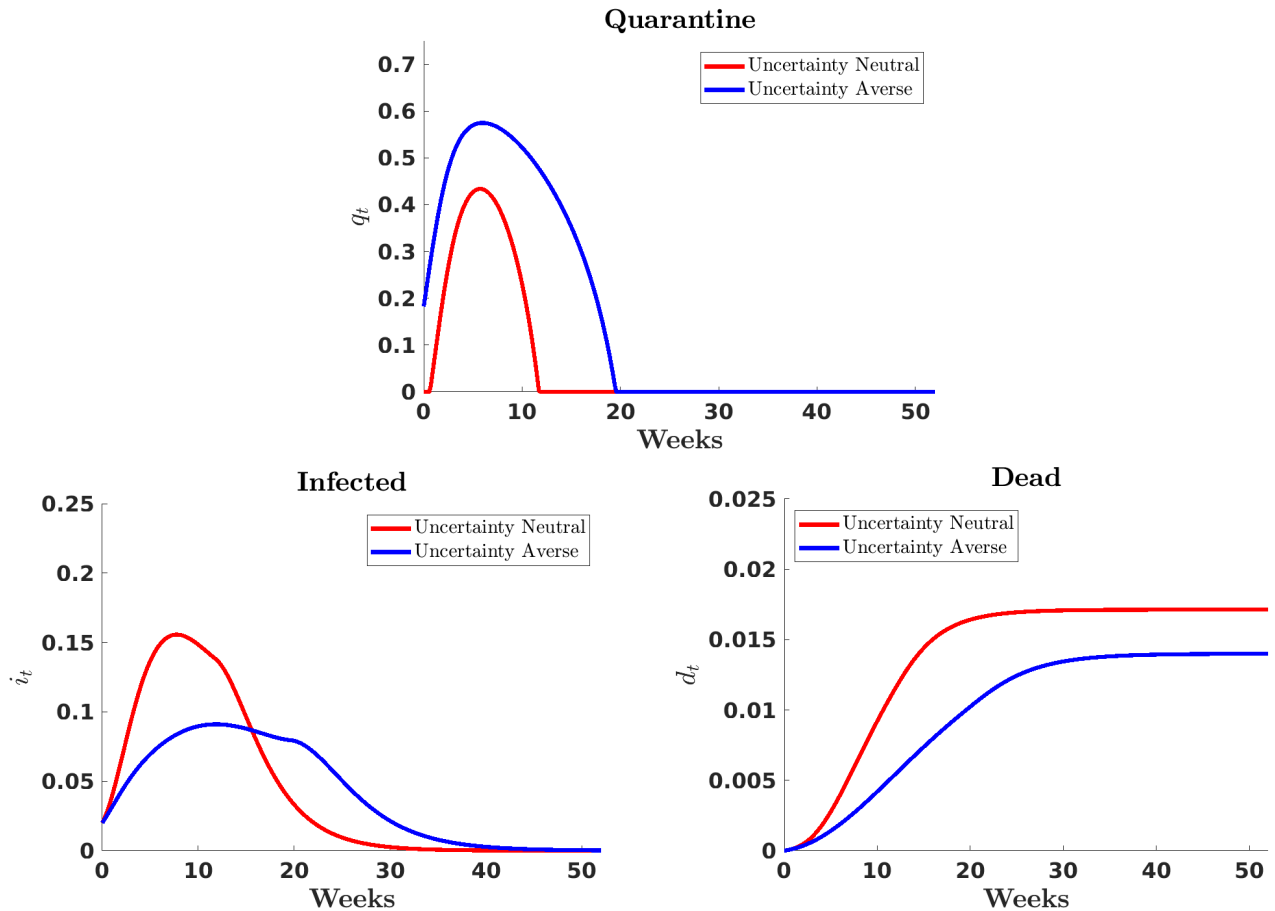 Quarantine
Uncertainty Neutral
Uncertainty Averse
0.7
0.6
0.5
0.4
0.3
0.2
0.1
0
q_t
0 10 20 30 40 50
Weeks
Infected
Uncertainty Neutral
Uncertainty Averse
0.25
0.2
0.15
0.1
0.05
0
i_t
0 10 20 30 40 50
Weeks
Dead
Uncertainty Neutral
Uncertainty Averse
0.025
0.02
0.015
0.01
0.005
0
d_t
0 10 20 30 40 50
Weeks